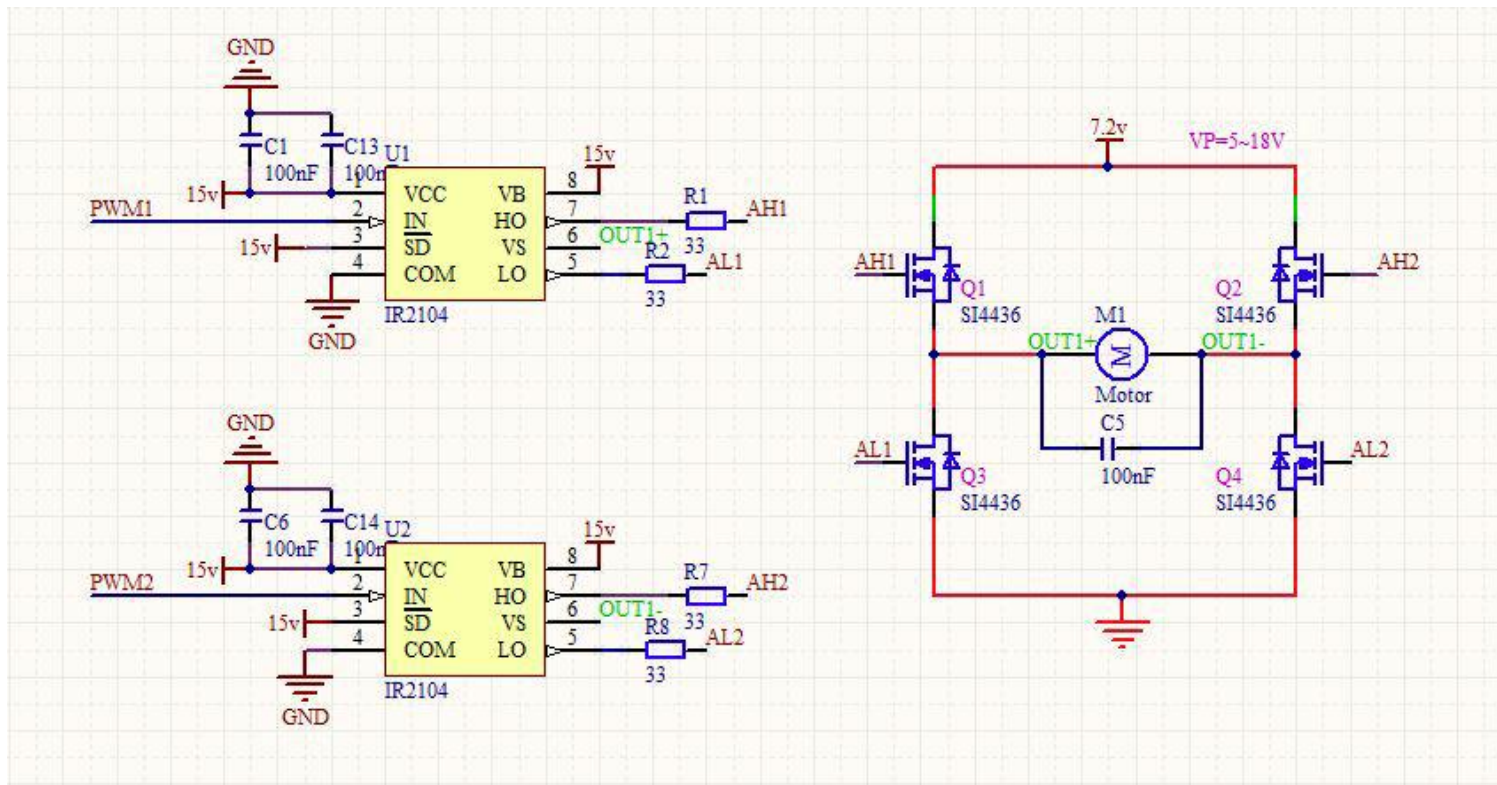 GND
C1
100nF
C13
100n
U1
15v
PWM1
15v
1
2
3
4
VCC
IN
SD
COM
VB
HO
VS
LO
8
7
6
5
15v
OUT1+
R1
33
AH1
R2
33
AL1
IR2104
GND
GND
C6
100nF
C14
100n
U2
15v
PWM2
15v
1
2
3
4
VCC
IN
SD
COM
VB
HO
VS
LO
8
7
6
5
15v
OUT1-
R7
33
AH2
R8
33
AL2
IR2104
GND
7.2v
VP=5~18V
AH1
Q1
SI4436
Q2
SI4436
AH2
M1
OUT1+
M
OUT1-
Motor
C5
100nF
AL1
Q3
SI4436
Q4
SI4436
AL2